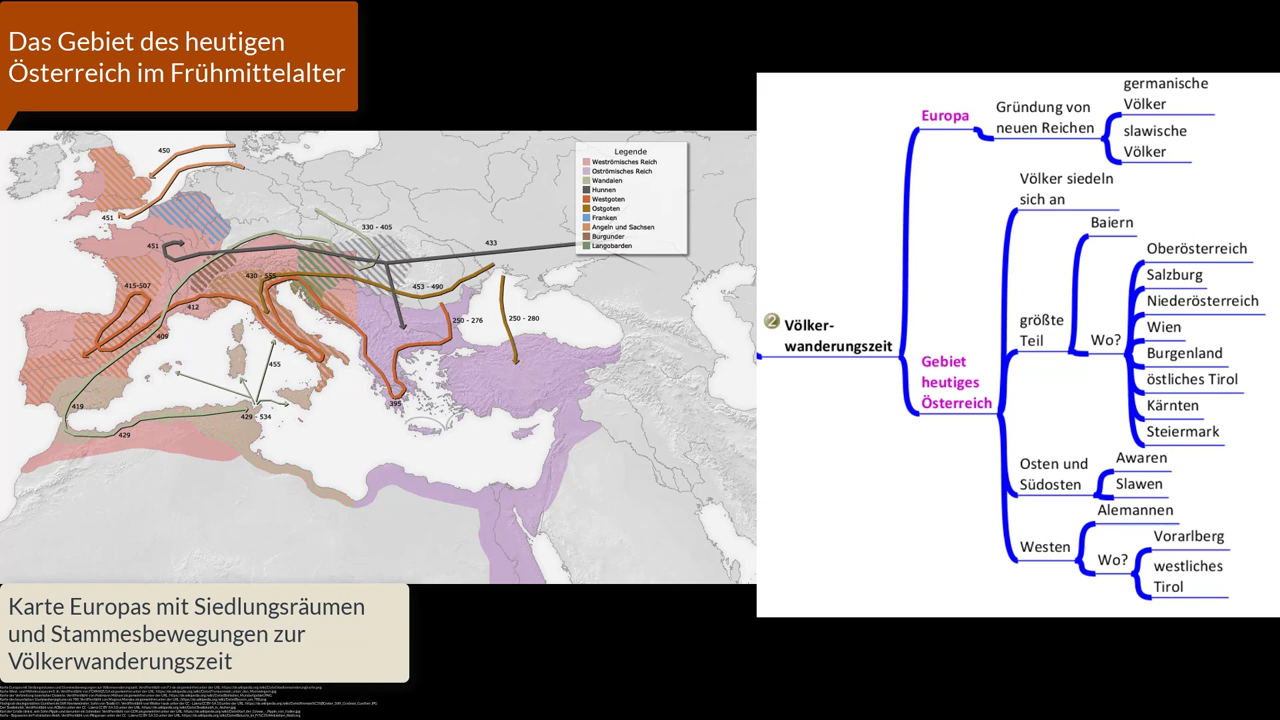 Das Gebiet des heutigen
Österreich im Frühmittelalter
450
451
451
330 - 405
433
415-507
430 - 555
453 - 490
412
250 - 276
250 - 280
409
455
395
419
429 - 534
429
Legende
Weströmisches Reich
Oströmisches Reich
Wandalen
Hunnen
Westgoten
Ostgoten
Franken
Angeln und Sachsen
Burgunder
Langobarden
Karte Europas mit Siedlungsräumen
und Stammesbewegungen zur
Völkerwanderungszeit
2
Völker-
wanderungszeit
Europa
Gründung von
neuen Reichen
germanische
Völker
slawische
Völker
Gebiet
heutiges
Österreich
Völker siedeln
sich an
größte
Teil
Baiern
Wo?
Oberösterreich
Salzburg
Niederösterreich
Wien
Burgenland
östliches Tirol
Kärnten
Steiermark
Osten und
Südosten
Awaren
Slawen
Westen
Alemannen
Wo?
Vorarlberg
westliches
Tirol